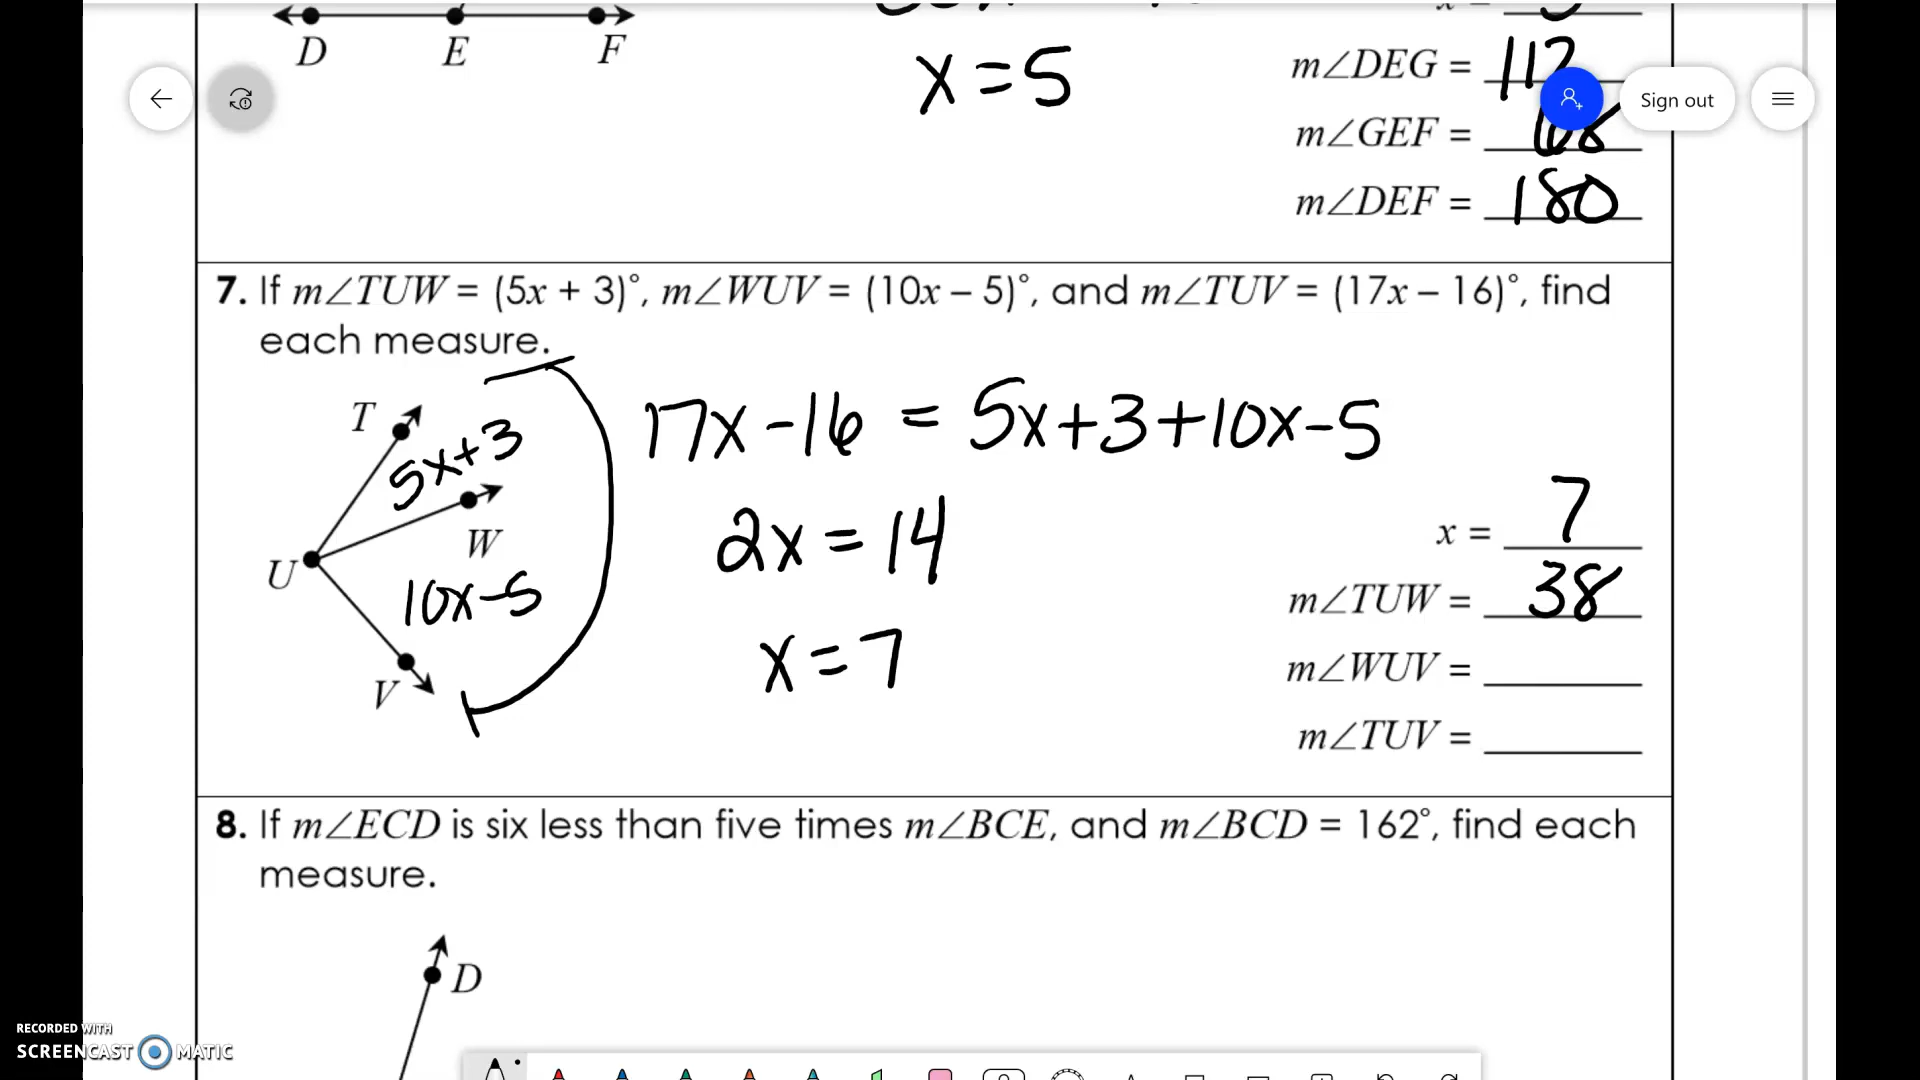 D E F
x = 5
m∠DEG = 112
Sign out
m∠GEF =
m∠DEF = 180
7. If m∠TUW = (5x + 3)°, m∠WUV = (10x – 5)°, and m∠TUV = (17x – 16)°, find
each measure.
T
5x+3
W
U
10x-5
V
17x-16 = 5x+3+10x-5
2x = 14
x = 7
x = 7
m∠TUW = 38
m∠WUV =
m∠TUV =
8. If m∠ECD is six less than five times m∠BCE, and m∠BCD = 162°, find each
measure.
D
RECORDED WITH
SCREENCAST MATIC